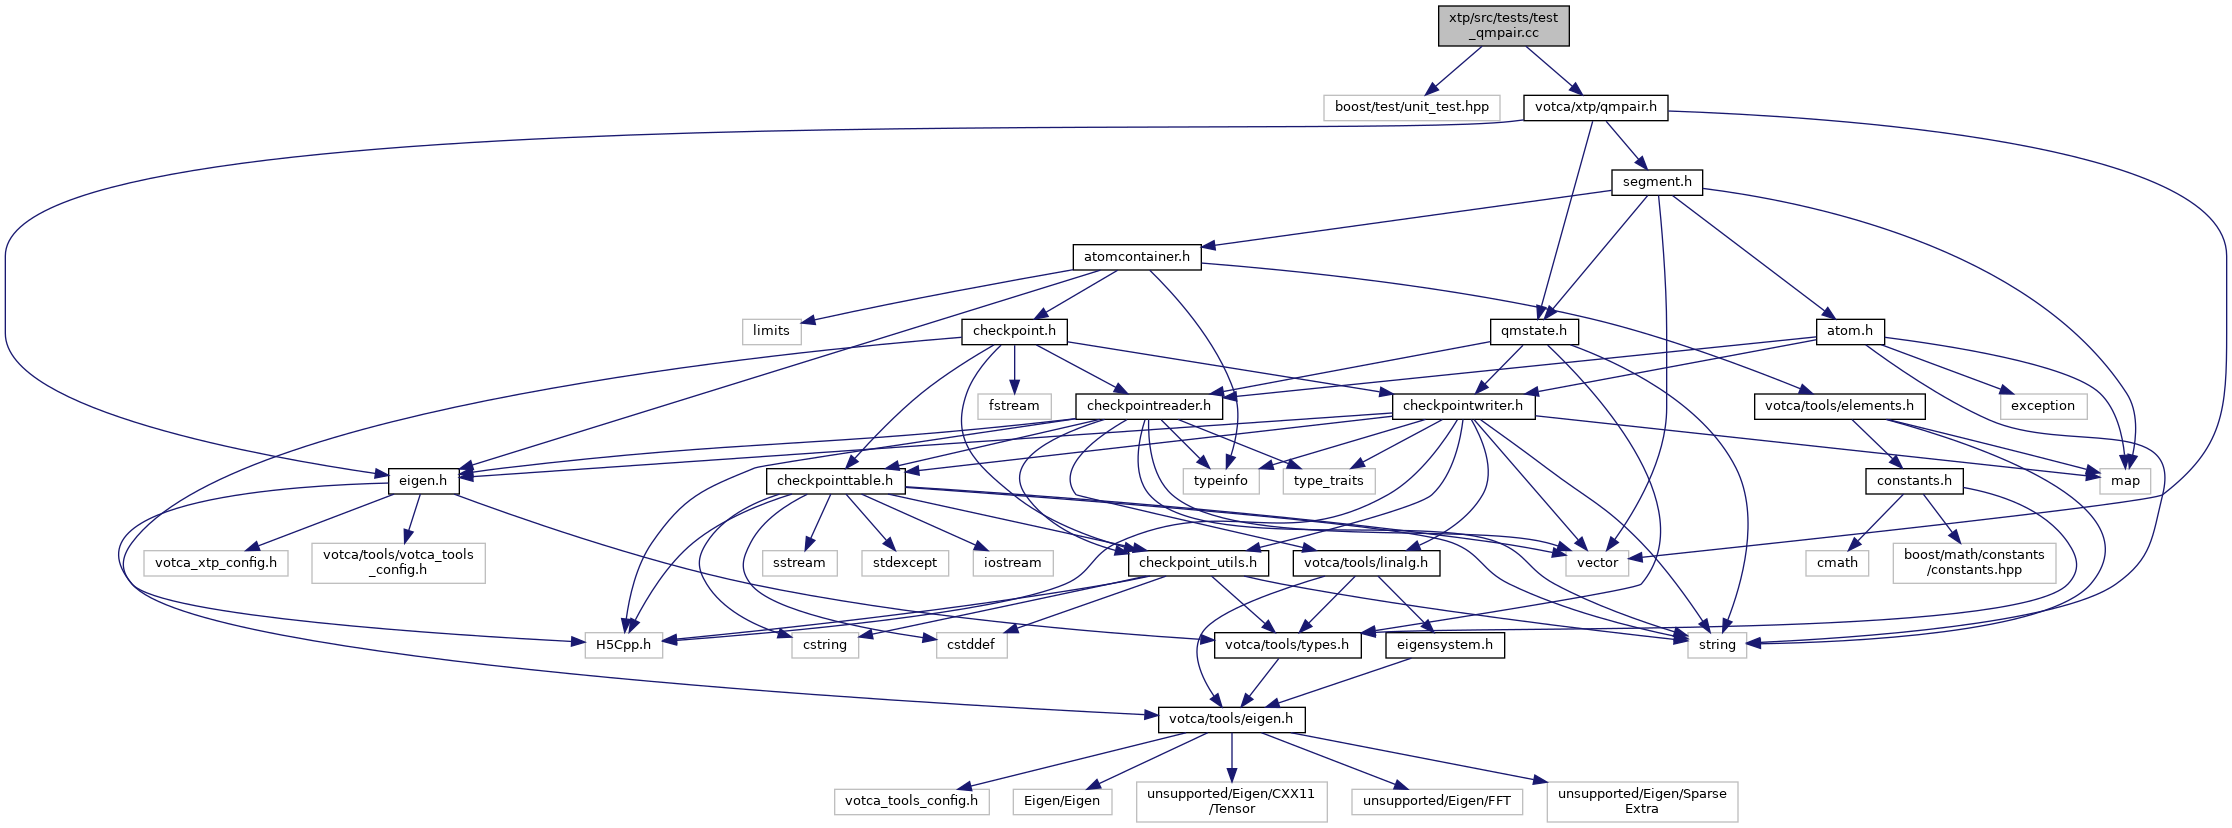 xtp/src/tests/test
_qmpair.cc
boost/test/unit_test.hpp
votca/xtp/qmpair.h
segment.h
atomcontainer.h
limits
checkpoint.h
qmstate.h
atom.h
fstream
checkpointreader.h
checkpointwriter.h
votca/tools/elements.h
exception
eigen.h
checkpointtable.h
typeinfo
type_traits
constants.h
map
votca_xtp_config.h
votca/tools/votca_tools
_config.h
sstream
stdexcept
iostream
checkpoint_utils.h
votca/tools/linalg.h
vector
cmath
boost/math/constants
/constants.hpp
H5Cpp.h
cstring
cstddef
votca/tools/types.h
eigensystem.h
string
votca/tools/eigen.h
votca_tools_config.h
Eigen/Eigen
unsupported/Eigen/CXX11
/Tensor
unsupported/Eigen/FFT
unsupported/Eigen/Sparse
Extra